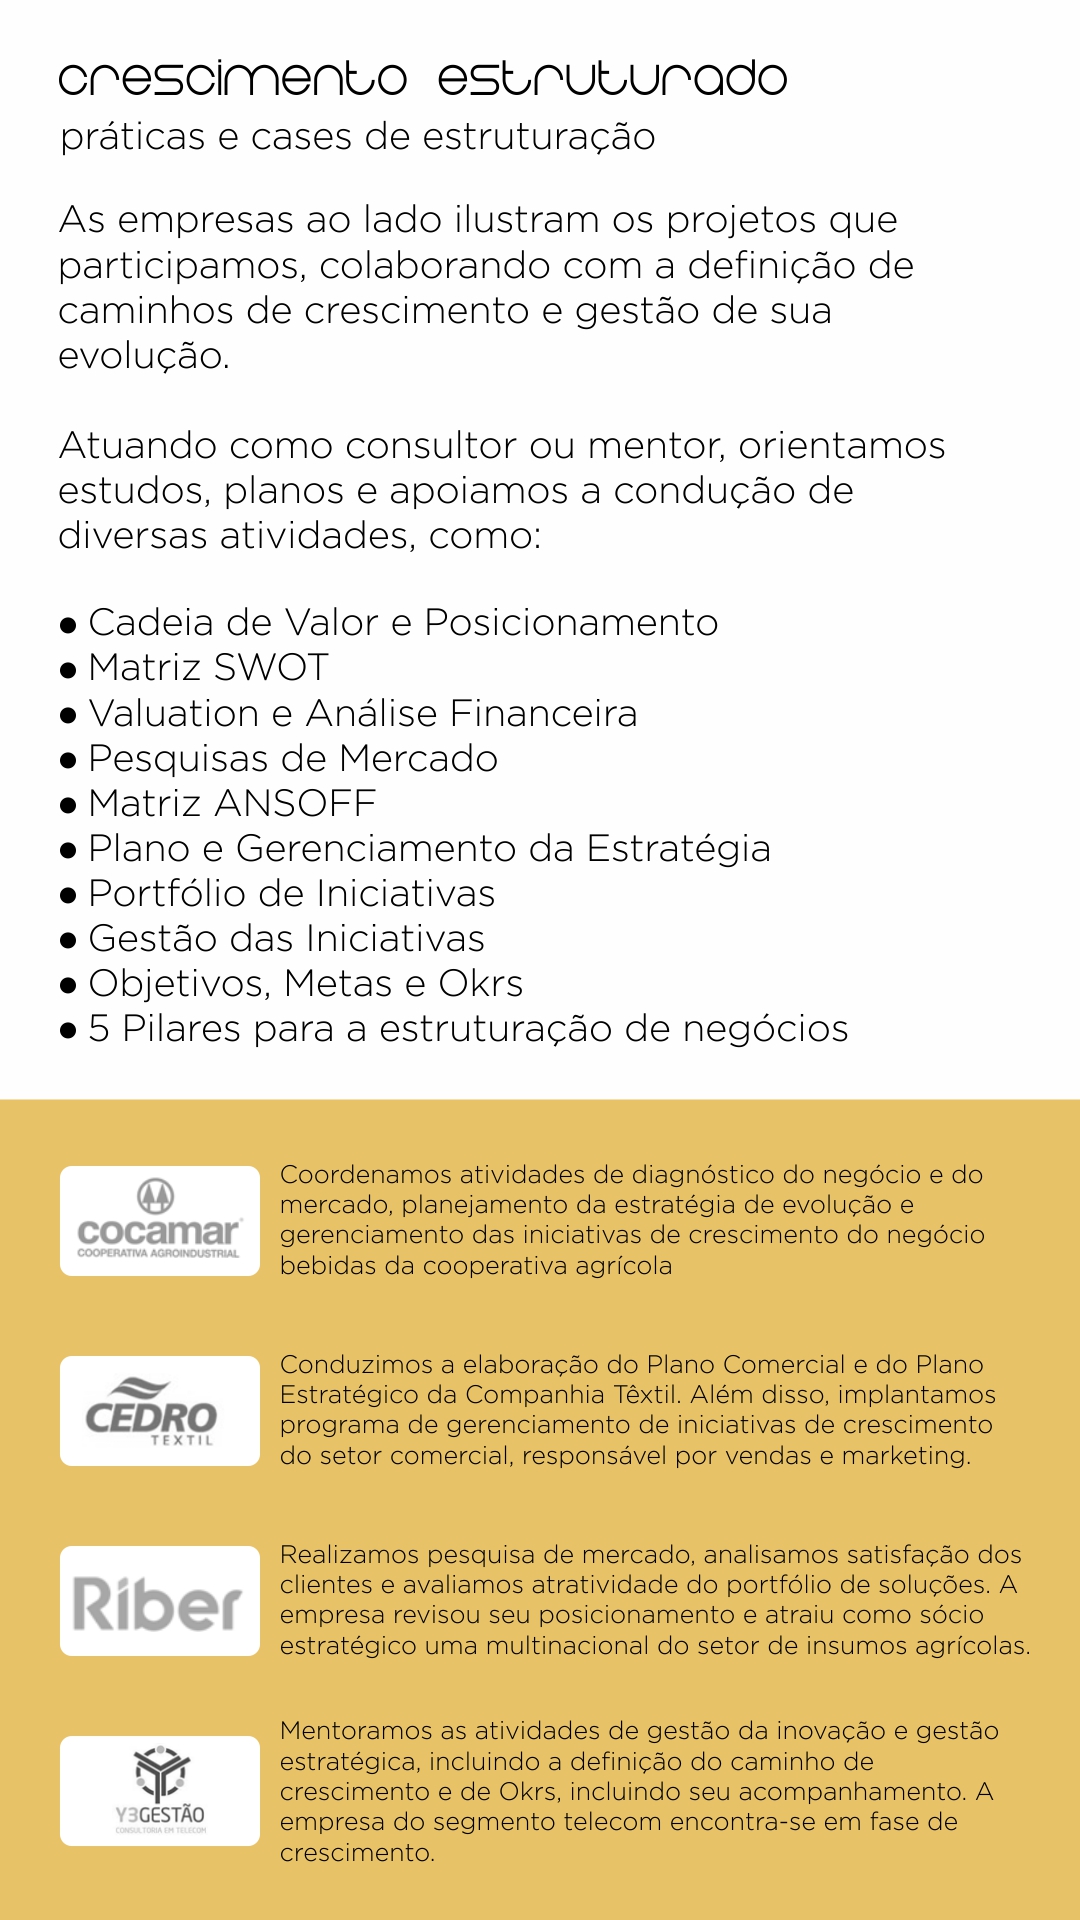 crescimento estruturado
práticas e cases de estruturação
As empresas ao lado ilustram os projetos que
participamos, colaborando com a definição de
caminhos de crescimento e gestão de sua
evolução.
Atuando como consultor ou mentor, orientamos
estudos, planos e apoiamos a condução de
diversas atividades, como:
• Cadeia de Valor e Posicionamento
• Matriz SWOT
• Valuation e Análise Financeira
• Pesquisas de Mercado
• Matriz ANSOFF
• Plano e Gerenciamento da Estratégia
• Portfólio de Iniciativas
• Gestão das Iniciativas
• Objetivos, Metas e Okrs
• 5 Pilares para a estruturação de negócios
cocamar
COOPERATIVA AGROINDUSTRIAL
Coordenamos atividades de diagnóstico do negócio e do
mercado, planejamento da estratégia de evolução e
gerenciamento das iniciativas de crescimento do negócio
bebidas da cooperativa agrícola
CEDRO
TEXTIL
Conduzimos a elaboração do Plano Comercial e do Plano
Estratégico da Companhia Têxtil. Além disso, implantamos
programa de gerenciamento de iniciativas de crescimento
do setor comercial, responsável por vendas e marketing.
Riber
Realizamos pesquisa de mercado, analisamos satisfação dos
clientes e avaliamos atratividade do portfólio de soluções. A
empresa revisou seu posicionamento e atraiu como sócio
estratégico uma multinacional do setor de insumos agrícolas.
Y3GESTÃO
CONSULTORIA EM TELECOM
Mentoramos as atividades de gestão da inovação e gestão
estratégica, incluindo a definição do caminho de
crescimento e de Okrs, incluindo seu acompanhamento. A
empresa do segmento telecom encontra-se em fase de
crescimento.